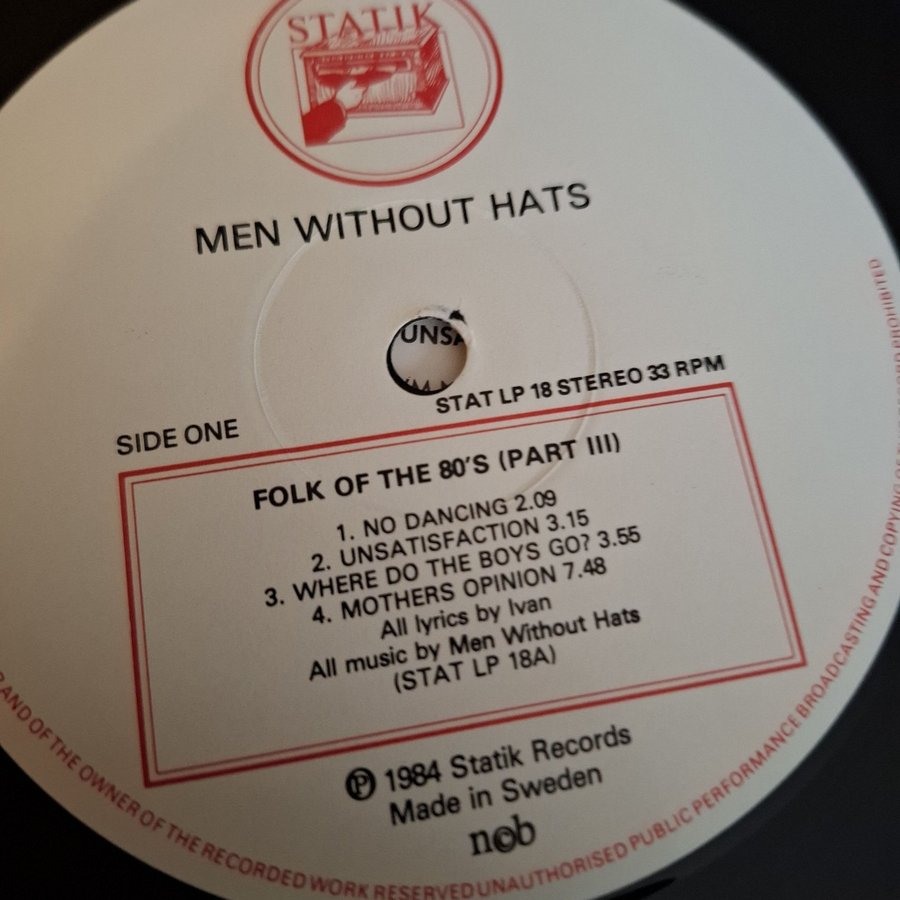 STATIK
MEN WITHOUT HATS
UNSA
STAT LP 18 STEREO 33 RPM
SIDE ONE
FOLK OF THE 80'S (PART III)
1. NO DANCING 2.09
2. UNSATISFACTION 3.15
3. WHERE DO THE BOYS GO? 3.55
4. MOTHERS OPINION 7.48
All lyrics by Ivan
All music by Men Without Hats
(STAT LP 18A)
℗ 1984 Statik Records
Made in Sweden
n©b
AND OF THE OWNER OF THE RECORDED WORK RESERVED UNAUTHORISED PUBLIC PERFORMANCE BROADCASTING AND COPYING OF PROHIBITED